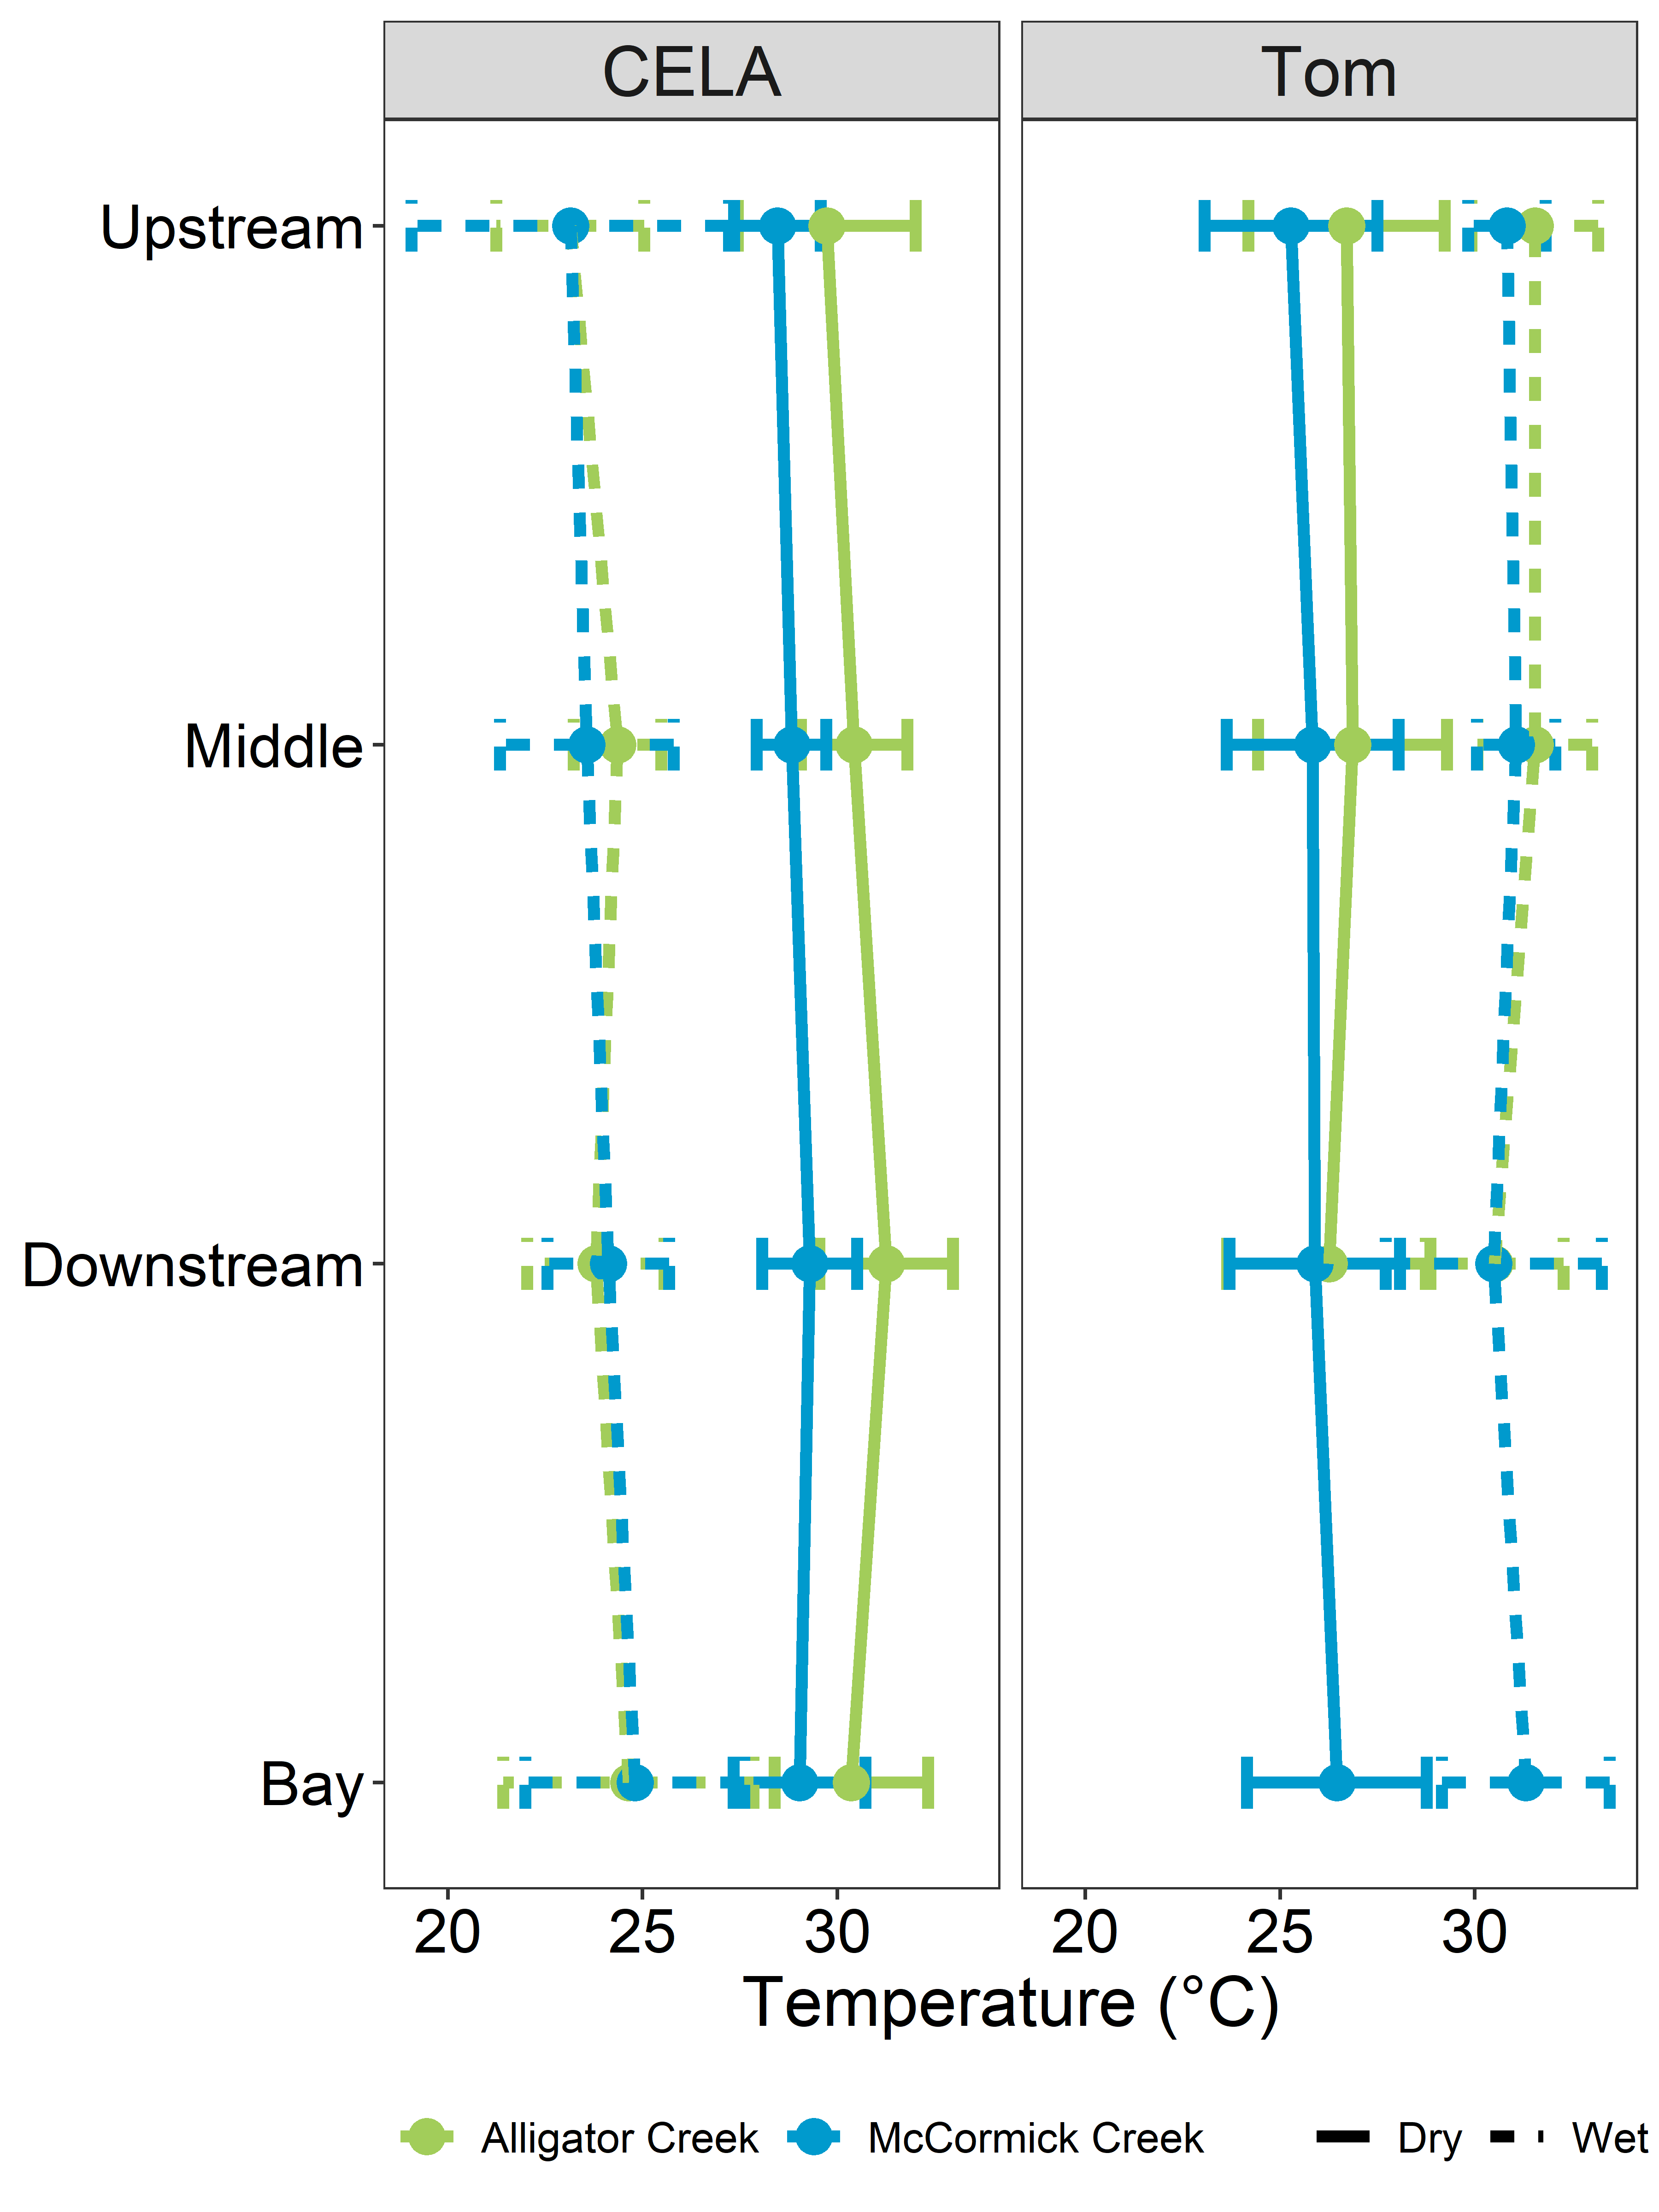 CELA Tom
Upstream
Middle
Downstream
Bay
20 25 30 20 25 30
Temperature (°C)
Alligator Creek McCormick Creek Dry Wet